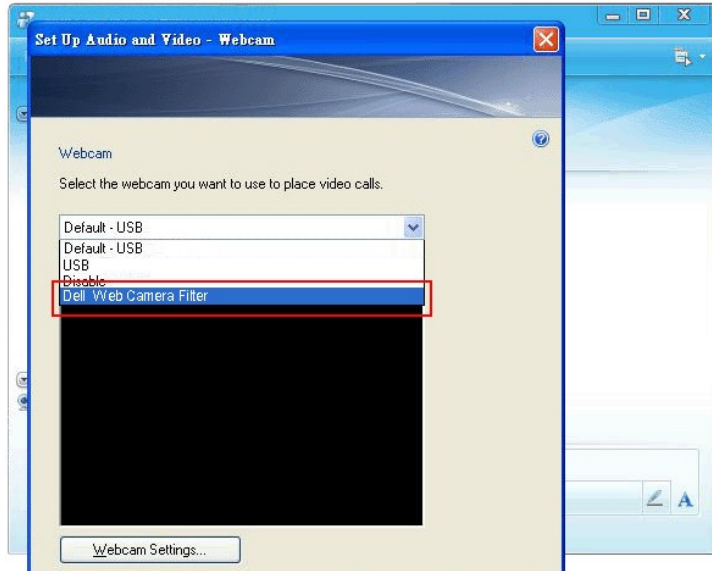 Set Up Audio and Video - Webcam
Webcam
Select the webcam you want to use to place video calls.
Default - USB
Default - USB
USB
Disable
Dell Web Camera Filter
Webcam Settings...
A